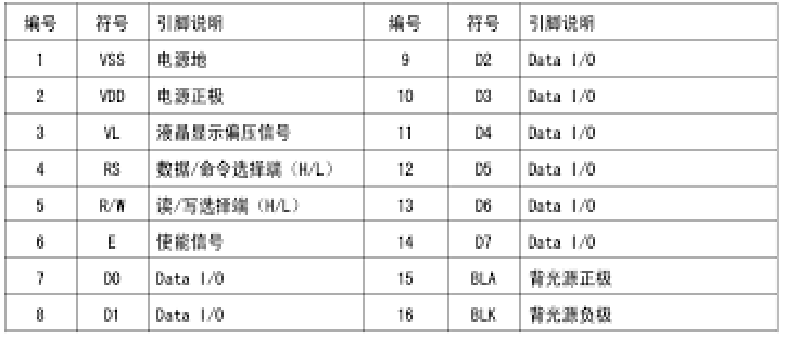 编号 符号 引脚说明 编号 符号 引脚说明
1 VSS 电源地 9 D2 Data I/O
2 VDD 电源正极 10 D3 Data I/O
3 VL 液晶显示偏压信号 11 D4 Data I/O
4 RS 数据/命令选择端（H/L） 12 D5 Data I/O
5 R/W 读/写选择端（H/L） 13 D6 Data I/O
6 E 使能信号 14 D7 Data I/O
7 D0 Data I/O 15 BLA 背光源正极
8 D1 Data I/O 16 BLK 背光源负极